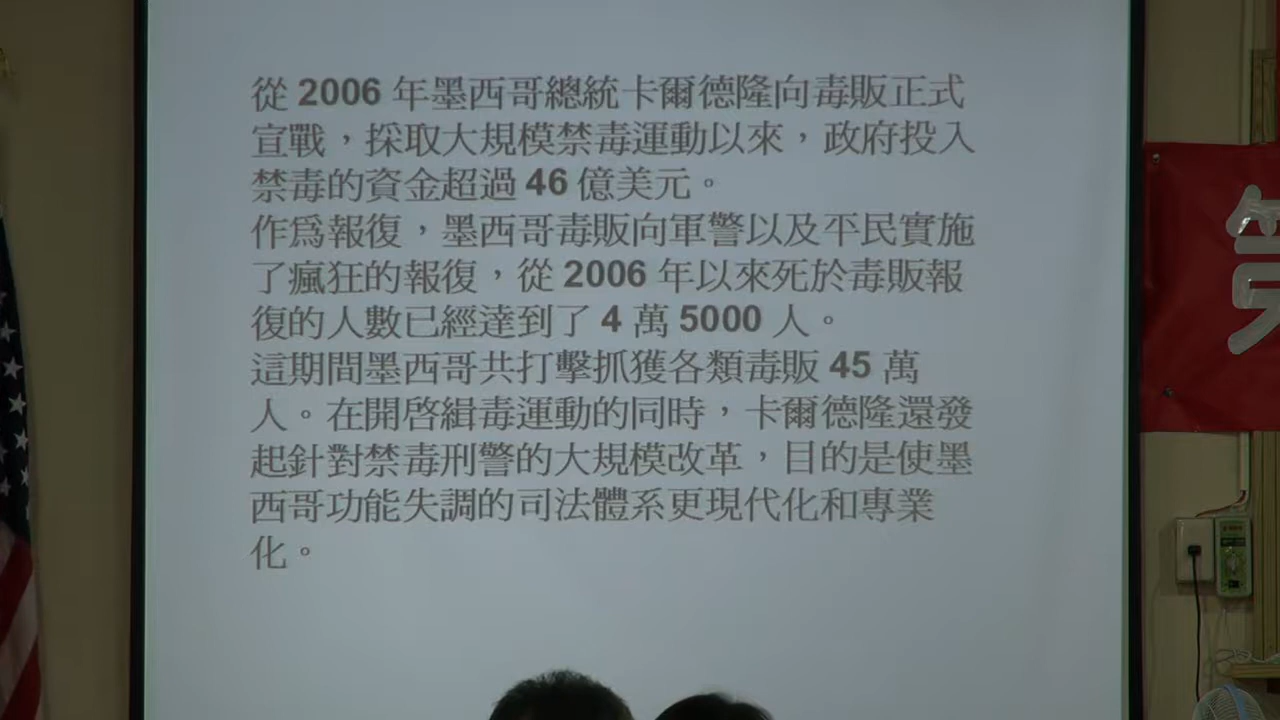 從 2006 年墨西哥總統卡爾德隆向毒販正式
宣戰，採取大規模禁毒運動以來，政府投入
禁毒的資金超過 46 億美元。
作爲報復，墨西哥毒販向軍警以及平民實施
了瘋狂的報復，從 2006 年以來死於毒販報
復的人數已經達到了 4 萬 5000 人。
這期間墨西哥共打擊抓獲各類毒販 45 萬
人。在開啓緝毒運動的同時，卡爾德隆還發
起針對禁毒刑警的大規模改革，目的是使墨
西哥功能失調的司法體系更現代化和專業
化。